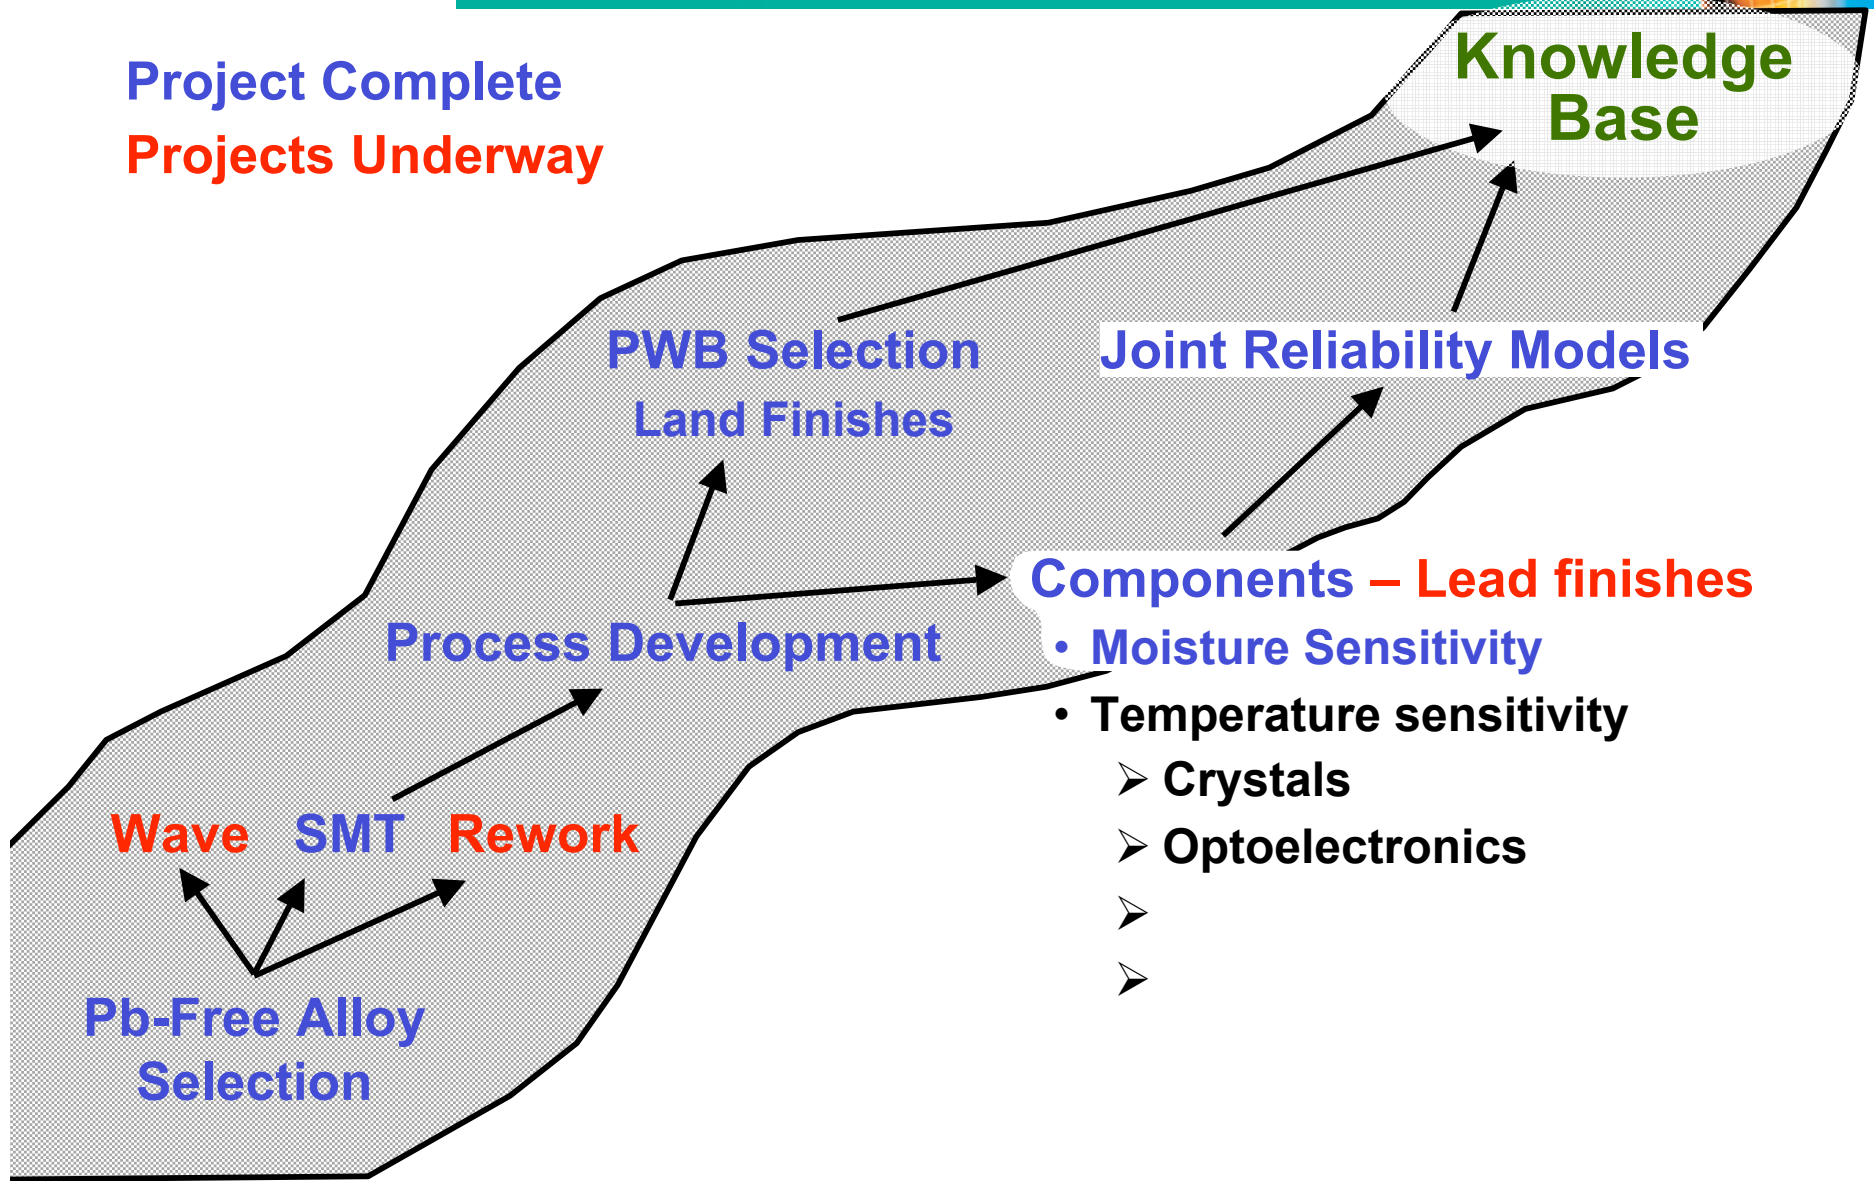 Project Complete
Projects Underway
Knowledge
Base
PWB Selection
Land Finishes
Joint Reliability Models
Process Development
Components – Lead finishes
• Moisture Sensitivity
• Temperature sensitivity
➢ Crystals
➢ Optoelectronics
➢
➢
Wave SMT Rework
Pb-Free Alloy
Selection